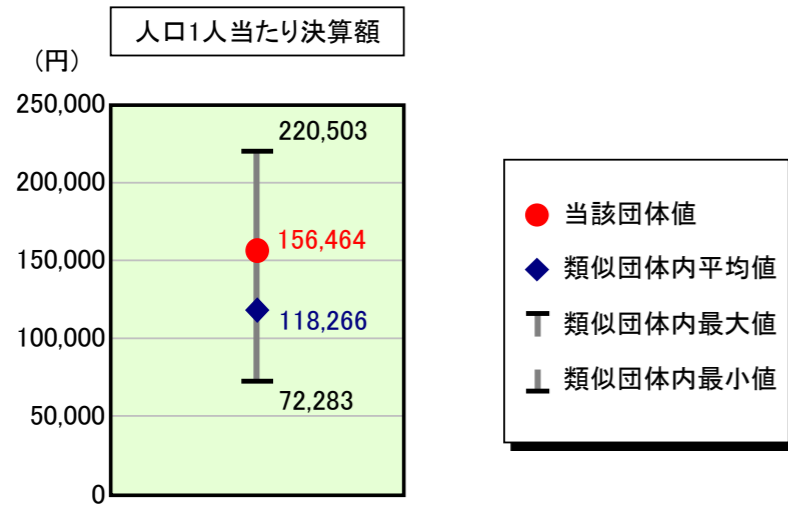 人口1人当たり決算額
（円）
250,000
220,503
200,000
156,464
150,000
118,266
100,000
72,283
50,000
0
当該団体値
類似団体内平均値
類似団体内最大値
類似団体内最小値